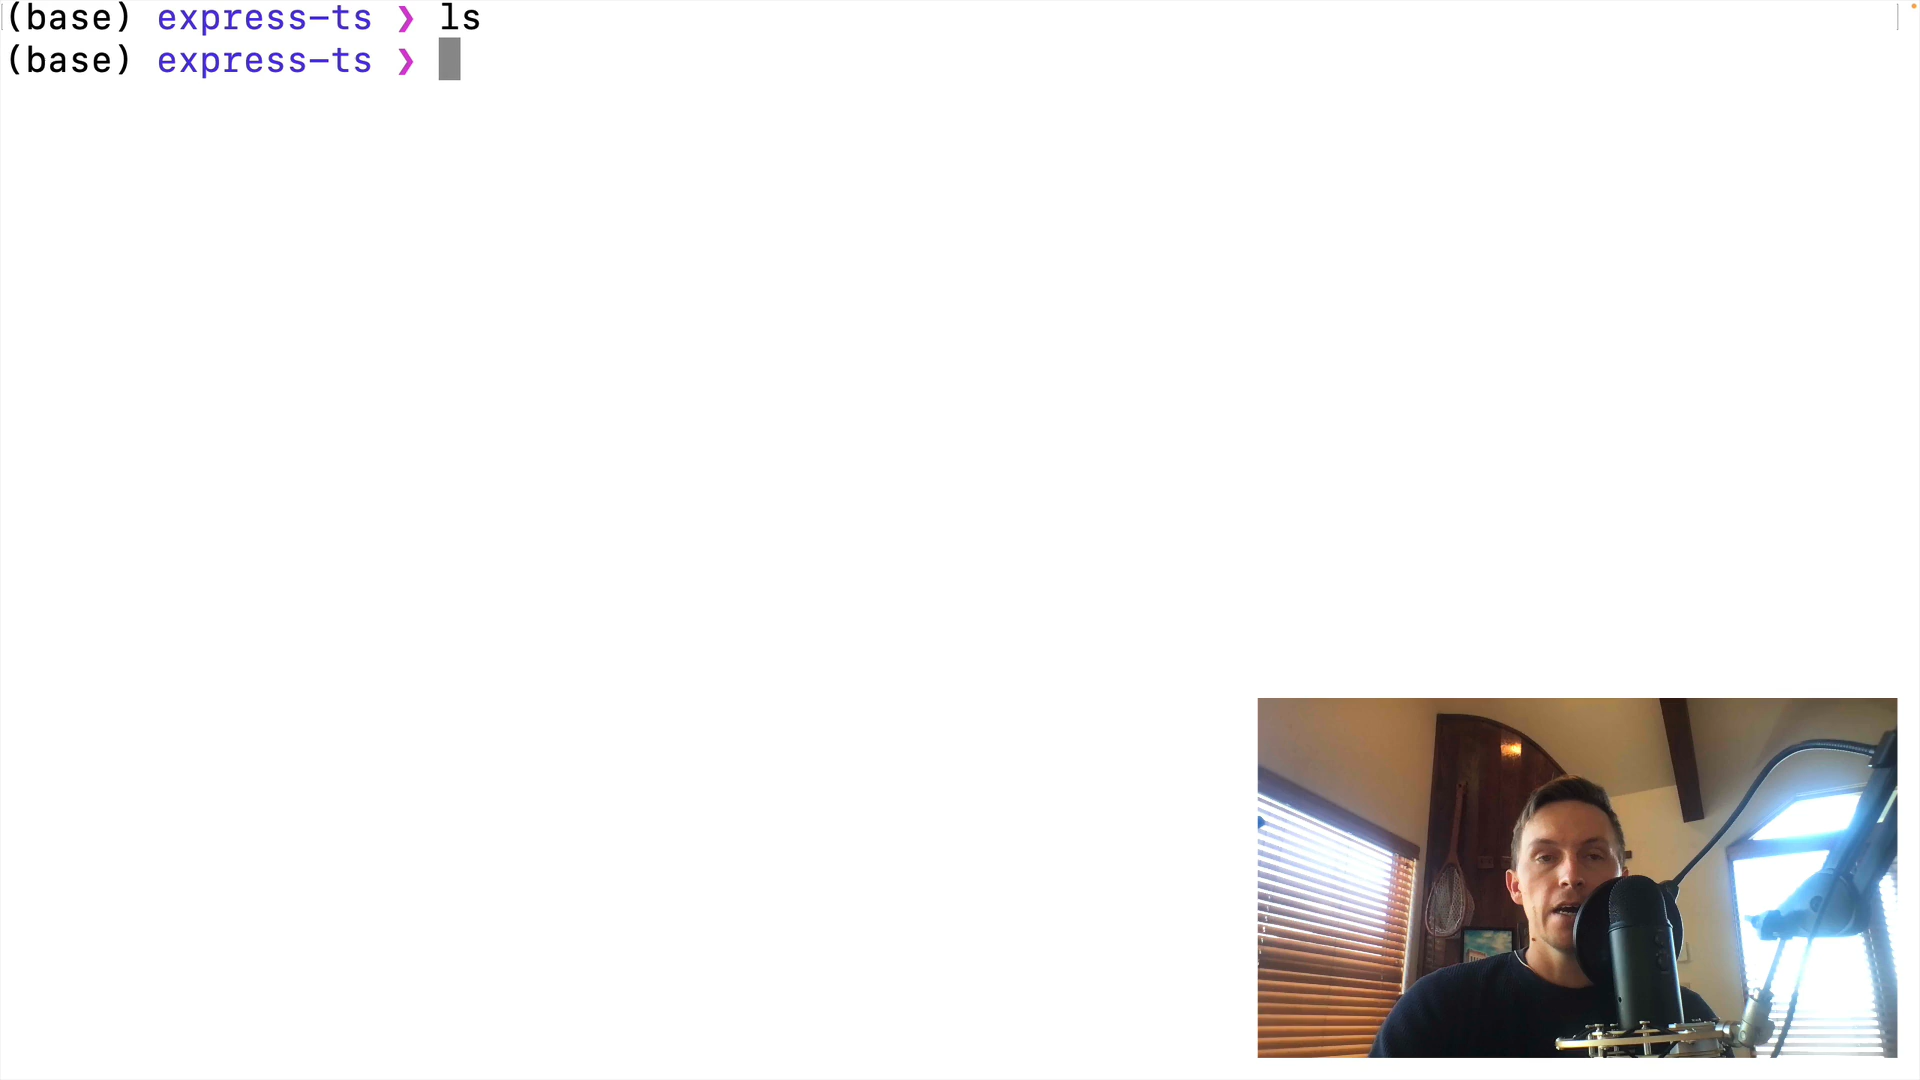 (base) express-ts ❯ ls
(base) express-ts ❯